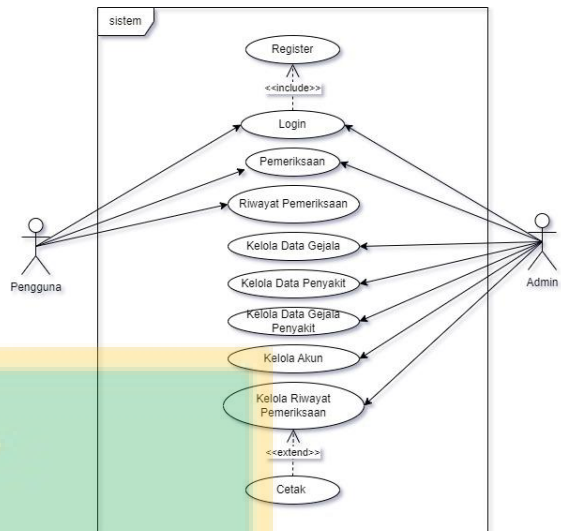 sistem
Register
<<include>>
Login
Pemeriksaan
Riwayat Pemeriksaan
Kelola Data Gejala
Kelola Data Penyakit
Kelola Data Gejala
Penyakit
Kelola Akun
Kelola Riwayat
Pemeriksaan
<<extend>>
Cetak
Pengguna
Admin